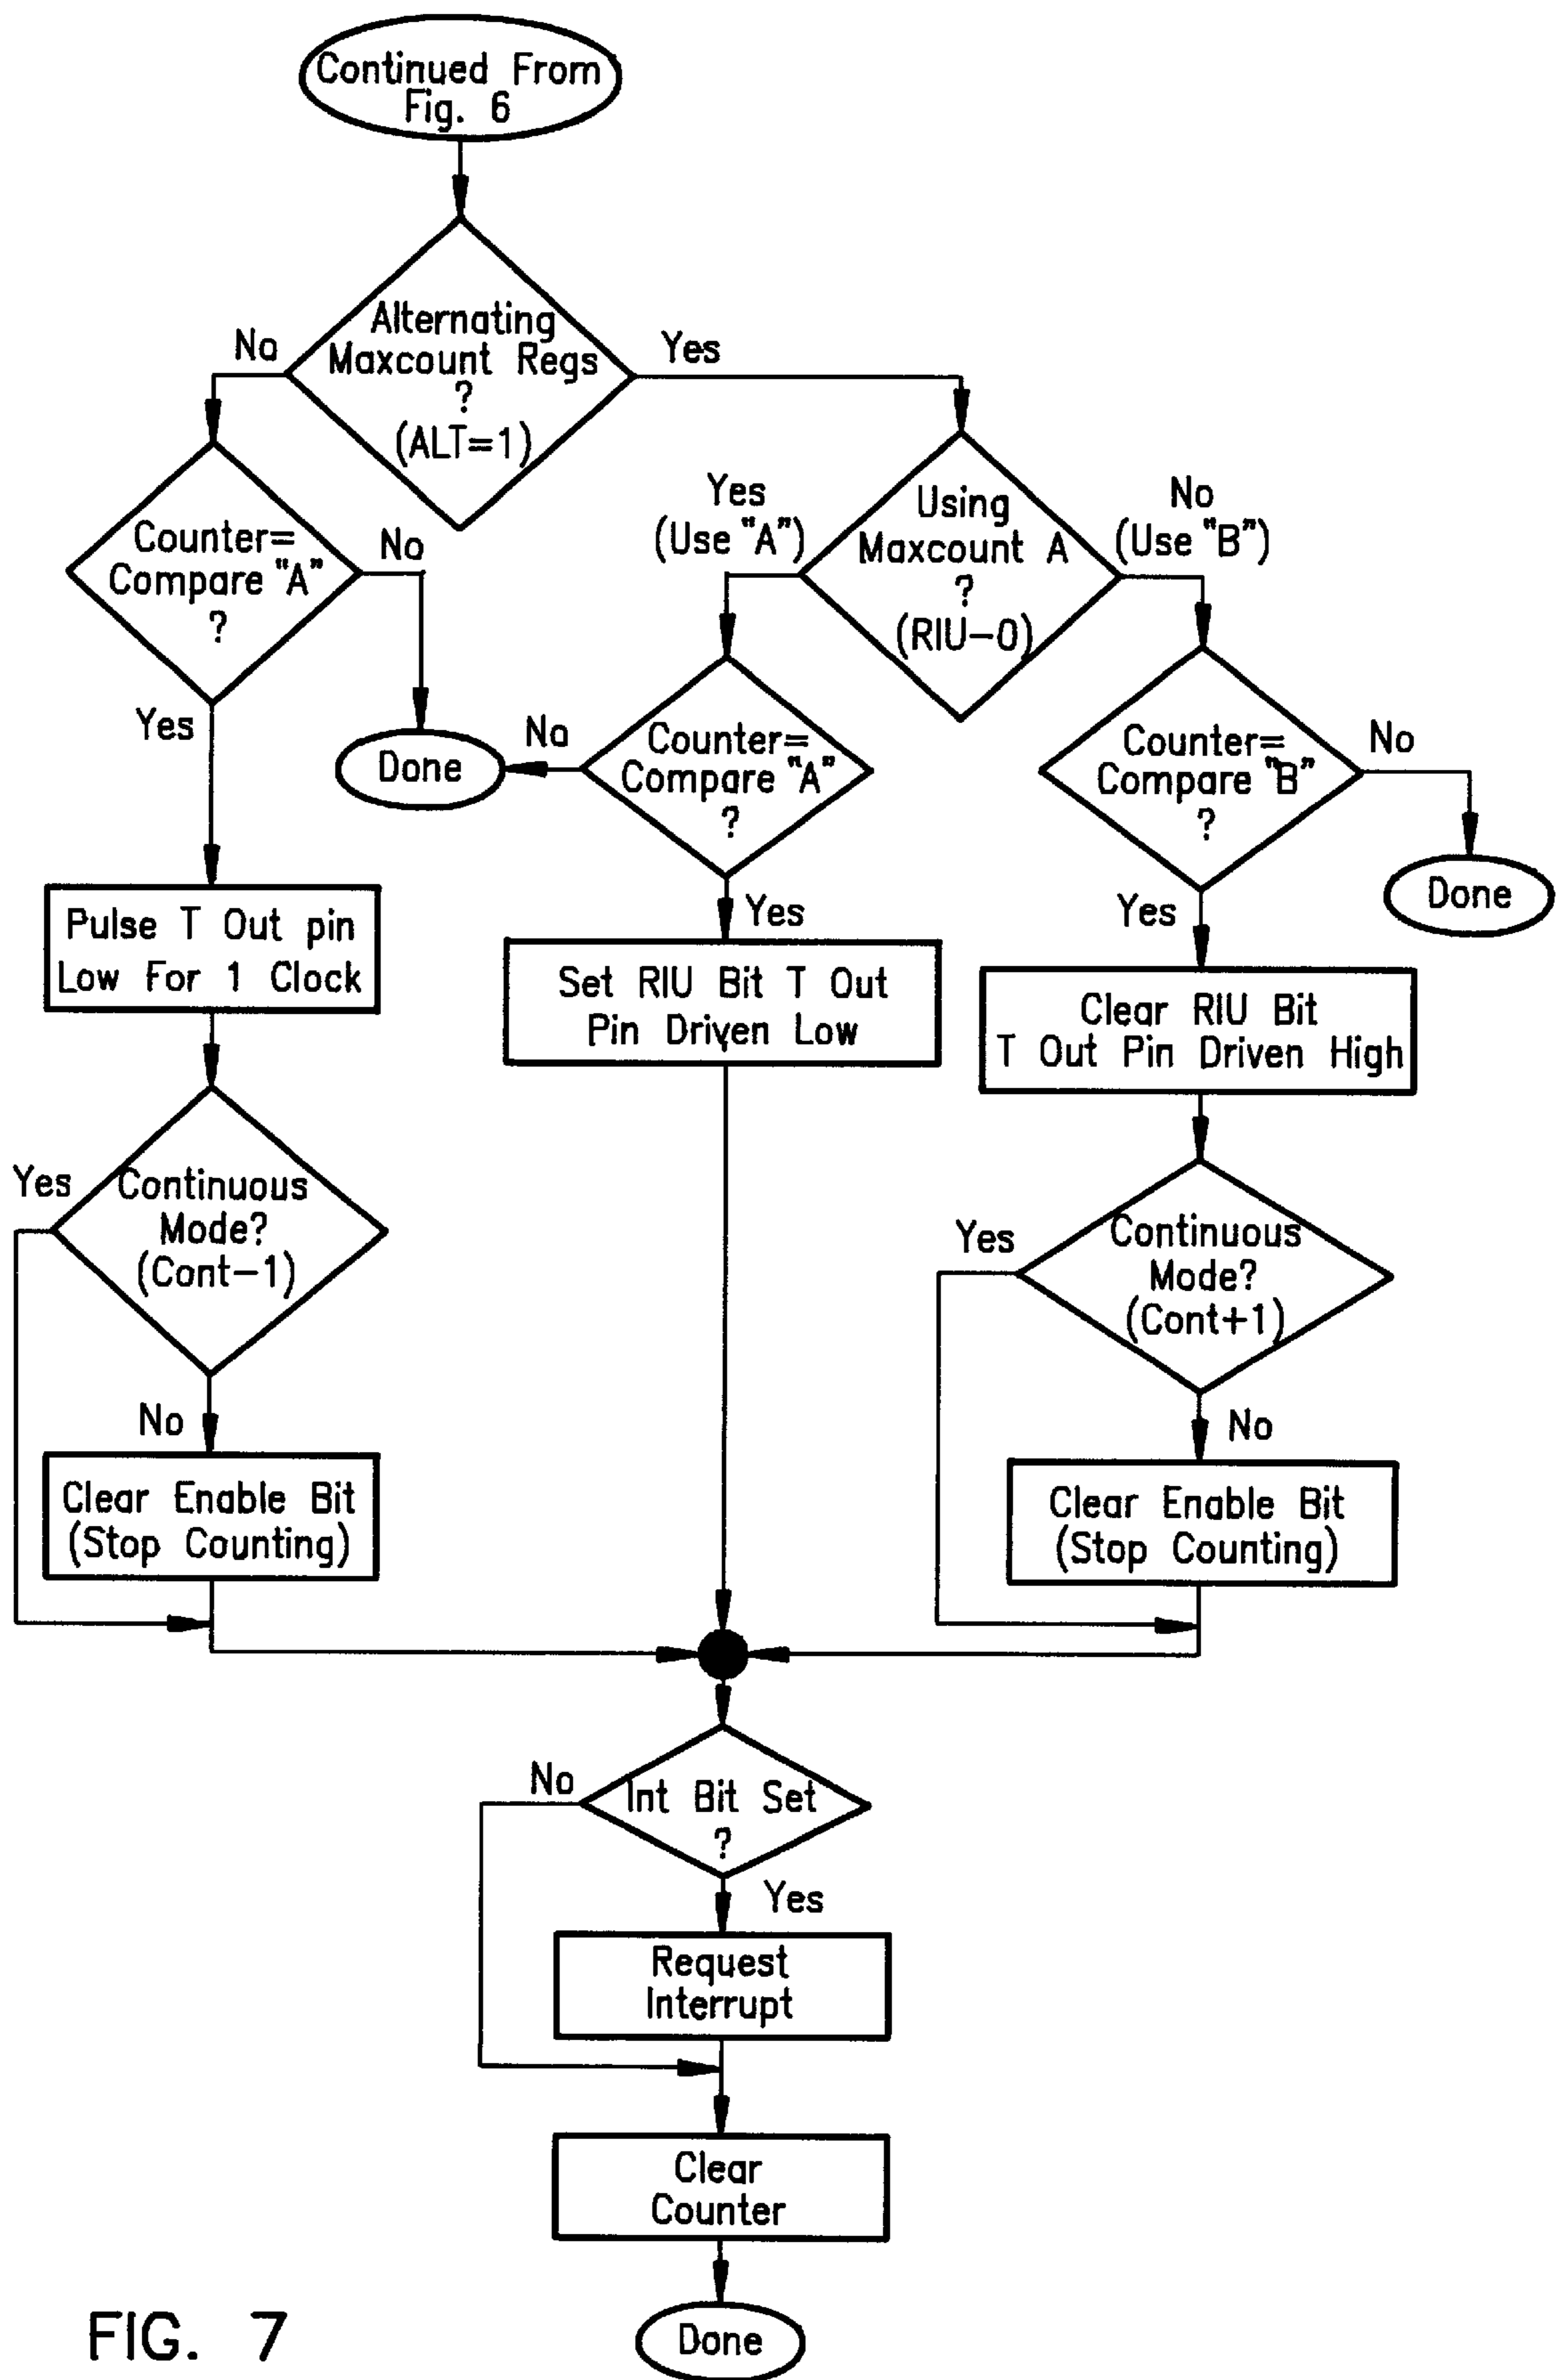 Continued From
Fig. 6
Alternating
Maxcount Regs
?
(ALT=1)
No
Yes
Counter=
Compare "A"
?
No
Yes
Using
Maxcount A
?
(RIU-0)
Yes
(Use "A")
No
(Use "B")
Done
Counter=
Compare "A"
?
No
Yes
Counter=
Compare "B"
?
No
Yes
Done
Pulse T Out pin
Low For 1 Clock
Set RIU Bit T Out
Pin Driven Low
Clear RIU Bit
T Out Pin Driven High
Yes
Continuous
Mode?
(Cont-1)
No
Yes
Continuous
Mode?
(Cont+1)
No
Clear Enable Bit
(Stop Counting)
Clear Enable Bit
(Stop Counting)
No
Int Bit Set
?
Yes
Request
Interrupt
Clear
Counter
Done
FIG. 7